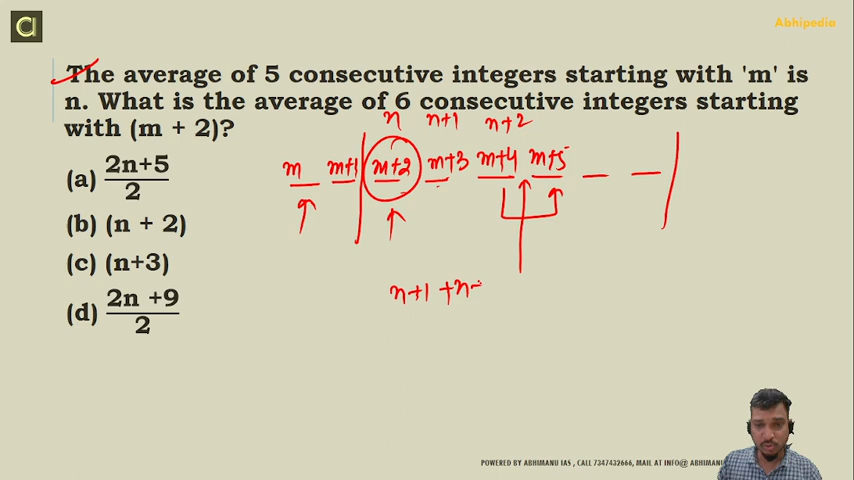 a
Abhipedia
The average of 5 consecutive integers starting with 'm' is
n. What is the average of 6 consecutive integers starting
with (m + 2)?
n n+1 n+2
m m+1 m+2 m+3 m+4 m+5
(a) 2n+5
2
(b) (n + 2)
(c) (n+3)
n+1 +n-
(d) 2n +9
2
POWERED BY ABHIMANU IAS , CALL 7347432666, MAIL AT INFO@ ABHIMANU